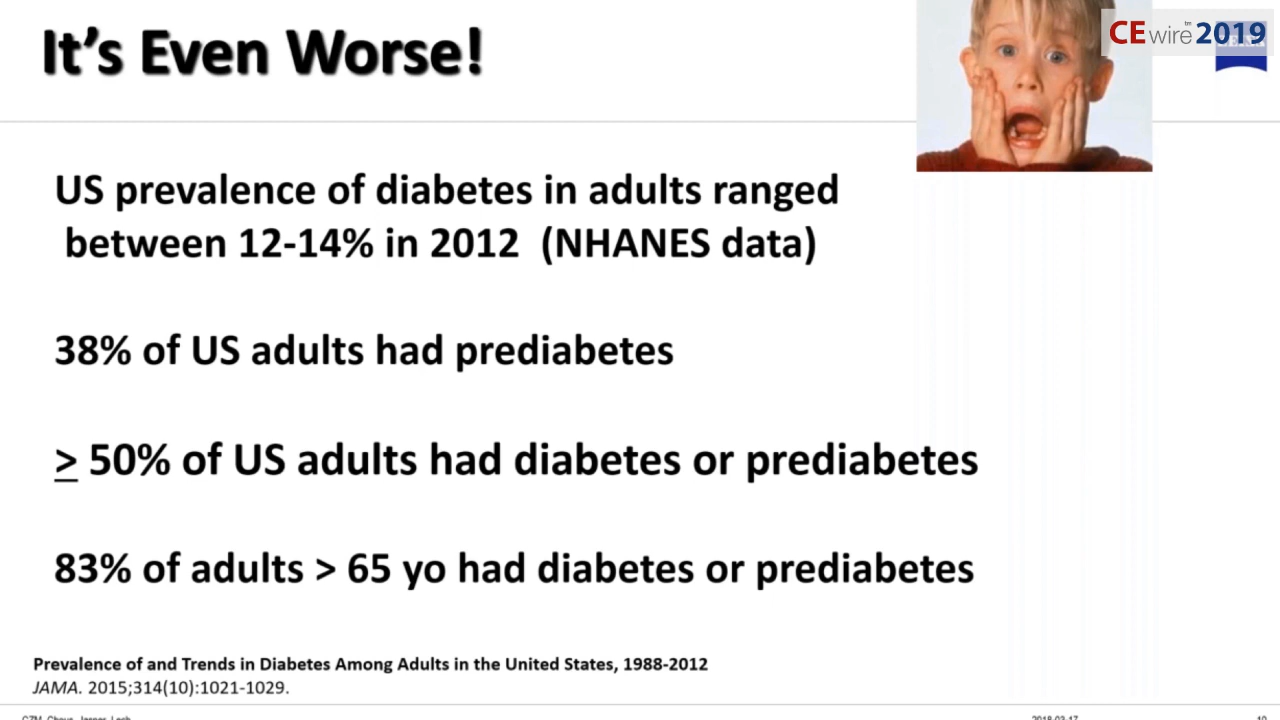 It's Even Worse!
CEwire™2019
US prevalence of diabetes in adults ranged
between 12-14% in 2012 (NHANES data)
38% of US adults had prediabetes
> 50% of US adults had diabetes or prediabetes
83% of adults > 65 yo had diabetes or prediabetes
Prevalence of and Trends in Diabetes Among Adults in the United States, 1988-2012
JAMA. 2015;314(10):1021-1029.